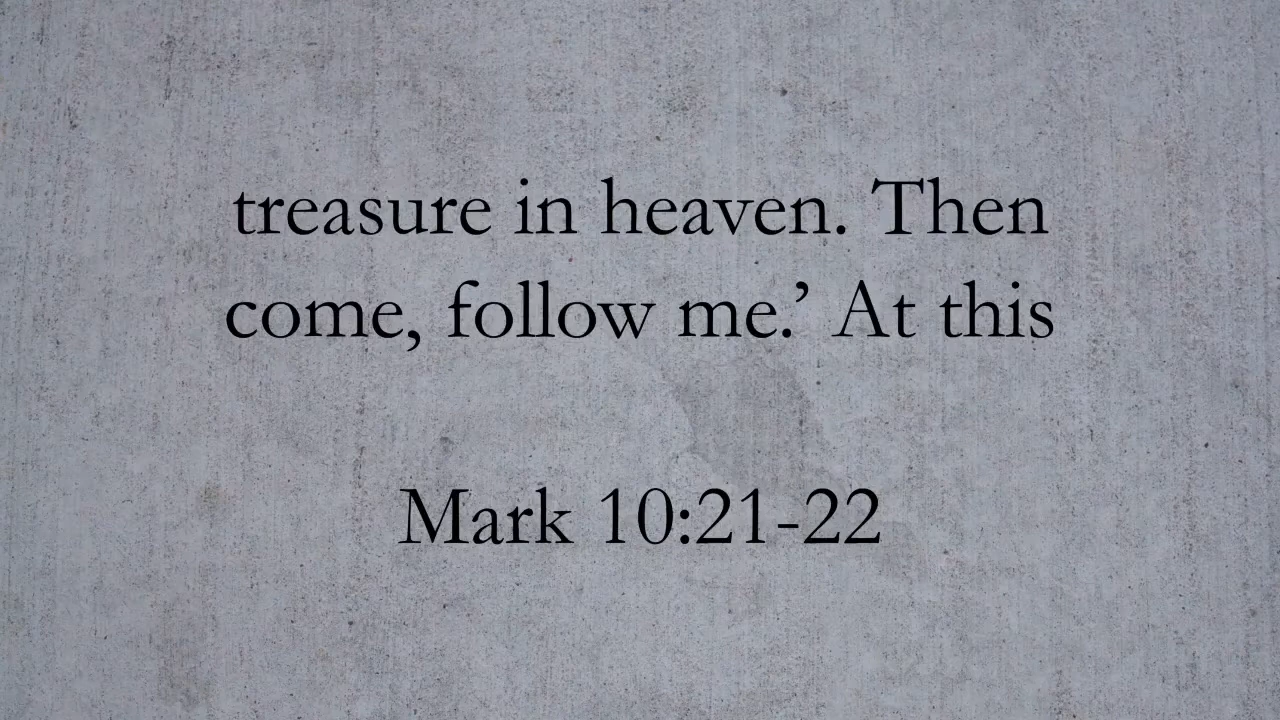 treasure in heaven. Then
come, follow me.’ At this
Mark 10:21-22